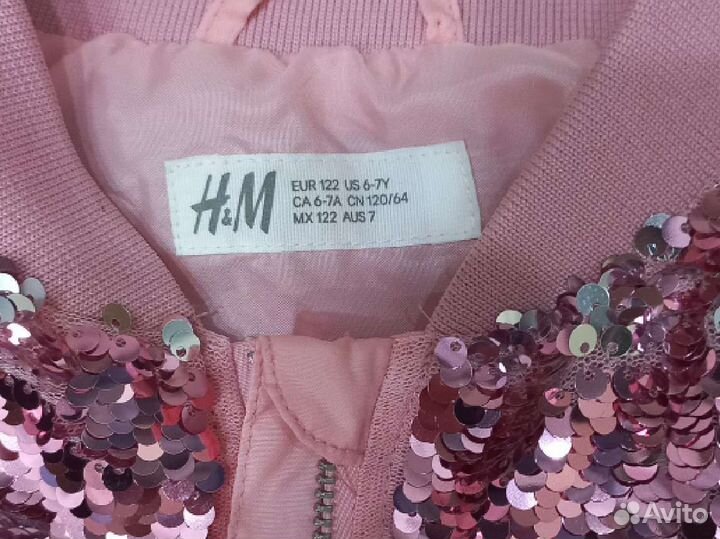 H&M
EUR 122 US 6-7Y
CA 6-7A CN 120/64
MX 122 AUS 7
Avito